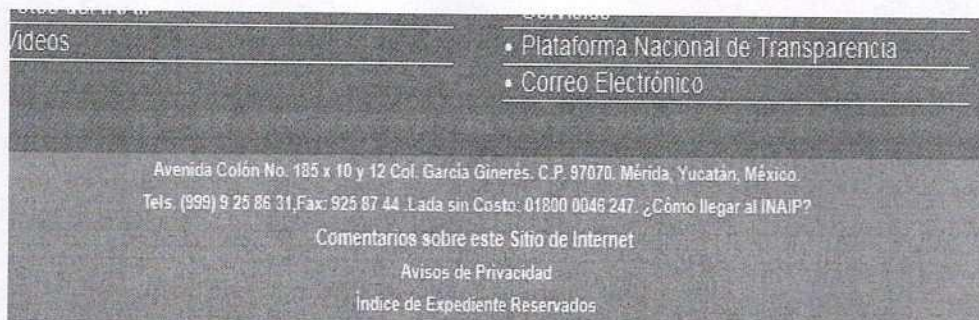 Videos
• Plataforma Nacional de Transparencia
• Correo Electrónico
Avenida Colón No. 185 x 10 y 12 Col. García Ginerés. C.P. 97070. Mérida, Yucatán, México.
Tels. (999) 9 25 86 31,Fax: 925 87 44 .Lada sin Costo: 01800 0046 247. ¿Cómo llegar al INAIP?
Comentarios sobre este Sitio de Internet
Avisos de Privacidad
Índice de Expediente Reservados